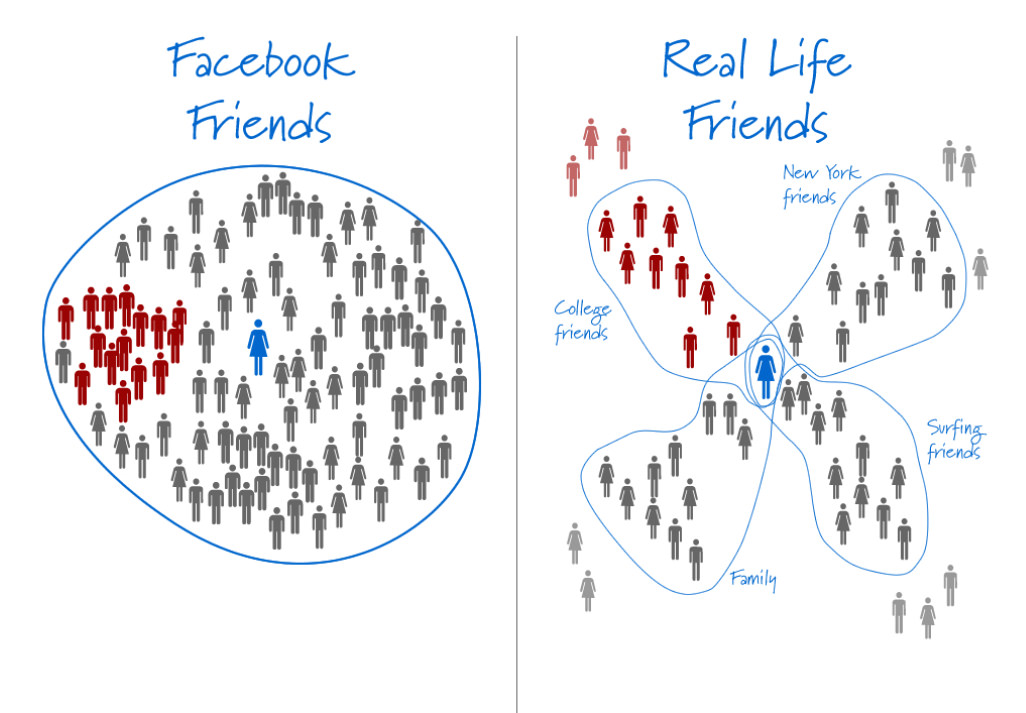 Facebook
Friends
Real Life
Friends
New York
friends
College
friends
Surfing
friends
Family